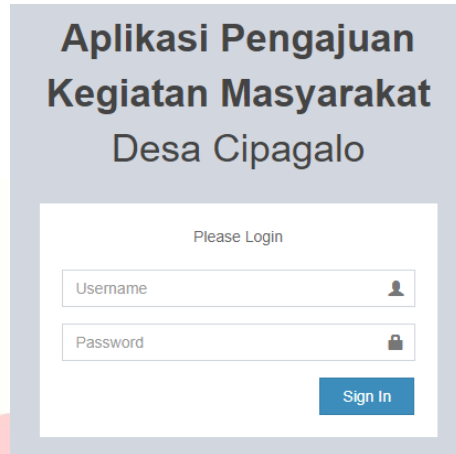 Aplikasi Pengajuan
Kegiatan Masyarakat
Desa Cipagalo
Please Login
Username
Password
Sign In